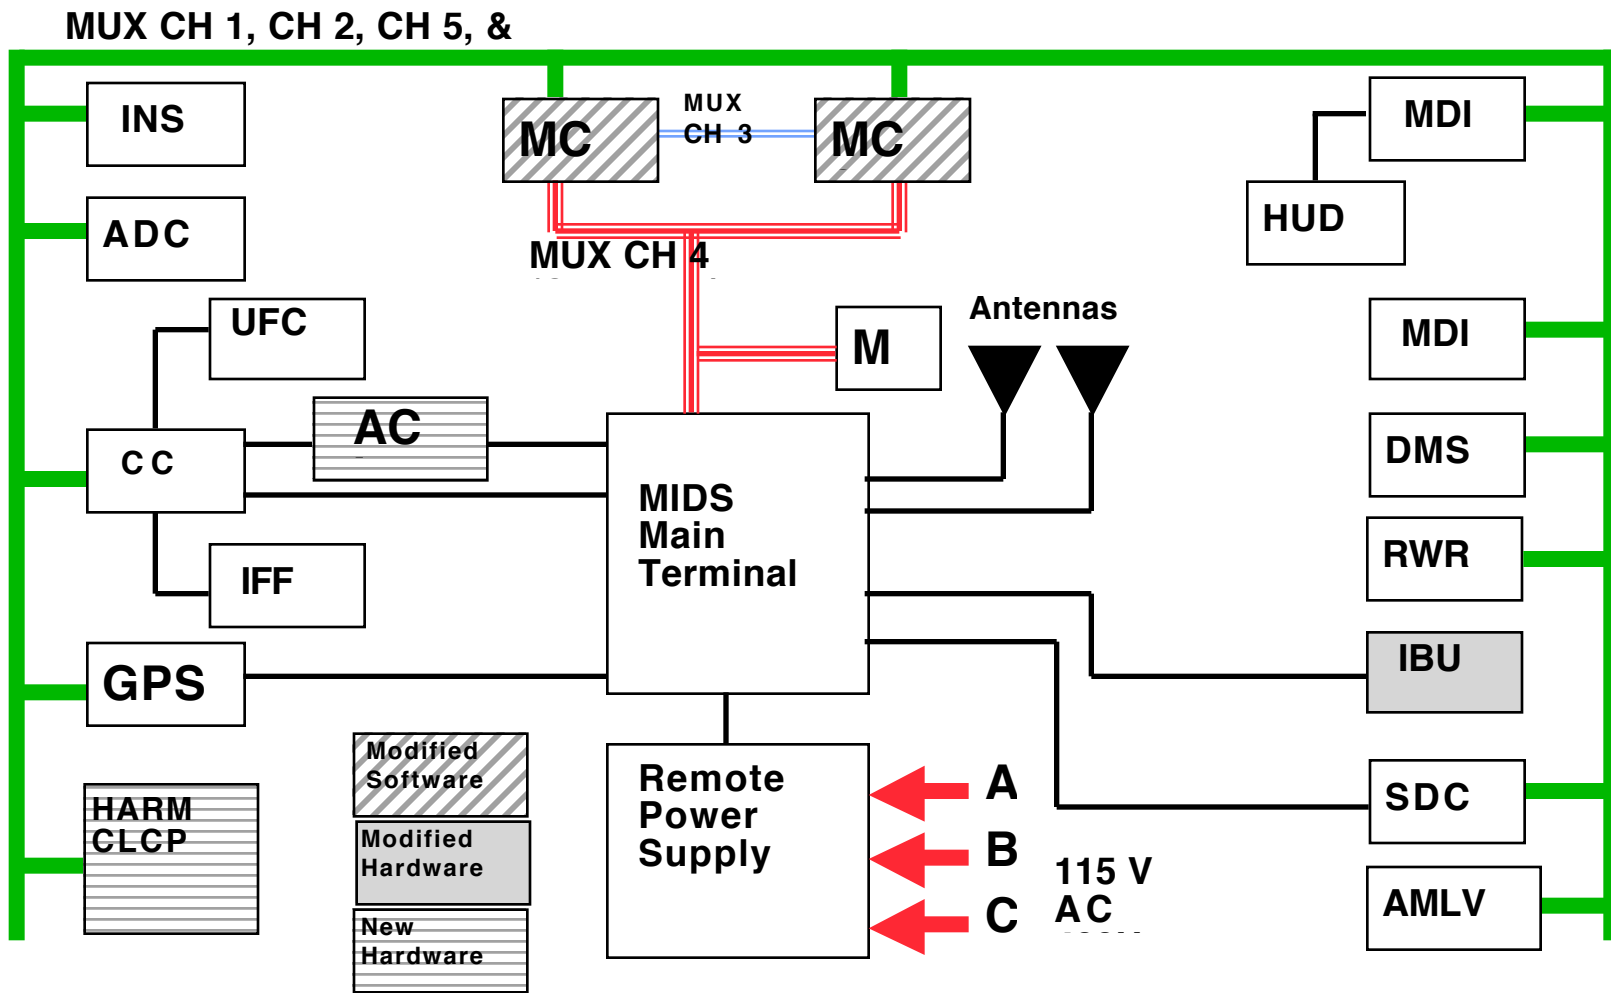 MUX CH 1, CH 2, CH 5, &
INS
MC
MUX
CH 3
MC
MDI
ADC
HUD
MUX CH 4
UFC
M
Antennas
MDI
AC
CC
DMS
MIDS
Main
Terminal
RWR
IFF
GPS
IBU
Modified
Software
Remote
Power
Supply
A
B
C
115 V
AC
SDC
HARM
CLCP
Modified
Hardware
New
Hardware
AMLV